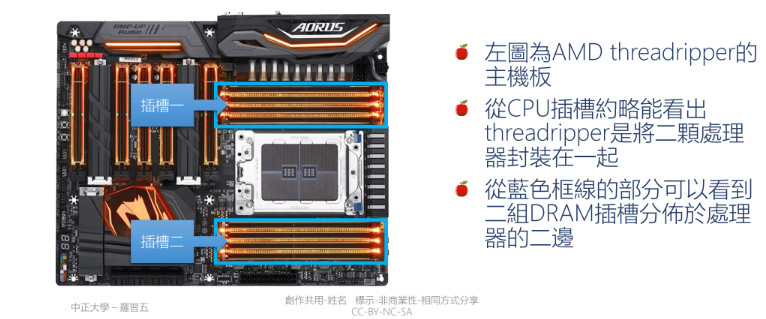 AMP-UP
Audio
AORUS
插槽一
插槽二
左圖為AMD threadripper的
主機板
從CPU插槽約略能看出
threadripper是將二顆處理
器封裝在一起
從藍色框線的部分可以看到
二組DRAM插槽分佈於處理
器的二邊
中正大學 – 羅習五
創作共用-姓名 標示-非商業性-相同方式分享
CC-BY-NC-SA